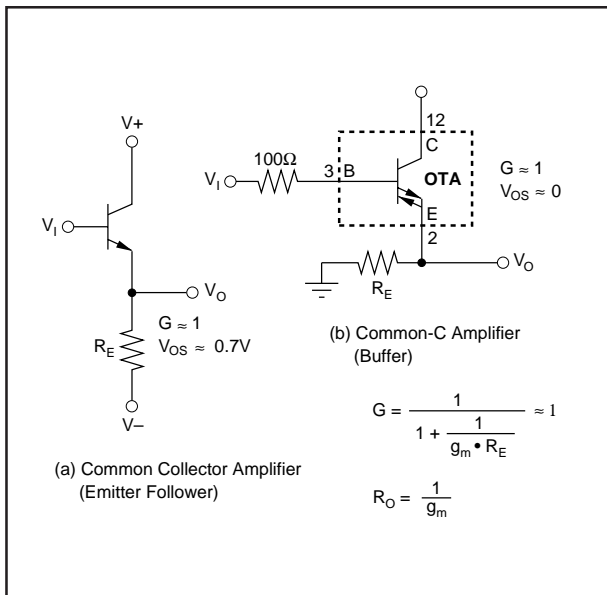 V+
V_I
V_O
R_E
G ≈ 1
V_OS ≈ 0.7V
V–
(a) Common Collector Amplifier
(Emitter Follower)
12
C
100Ω
V_I
3
B
OTA
E
2
G ≈ 1
V_OS ≈ 0
V_O
R_E
(b) Common-C Amplifier
(Buffer)
G = 1 / (1 + 1 / (g_m • R_E)) ≈ 1
R_O = 1 / g_m